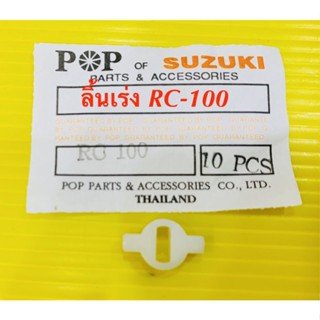 POP OF SUZUKI
PARTS & ACCESSORIES
ลิ้นเร่ง RC-100
RC 100
10 PCS
POP PARTS & ACCESSORIES CO., LTD.
THAILAND